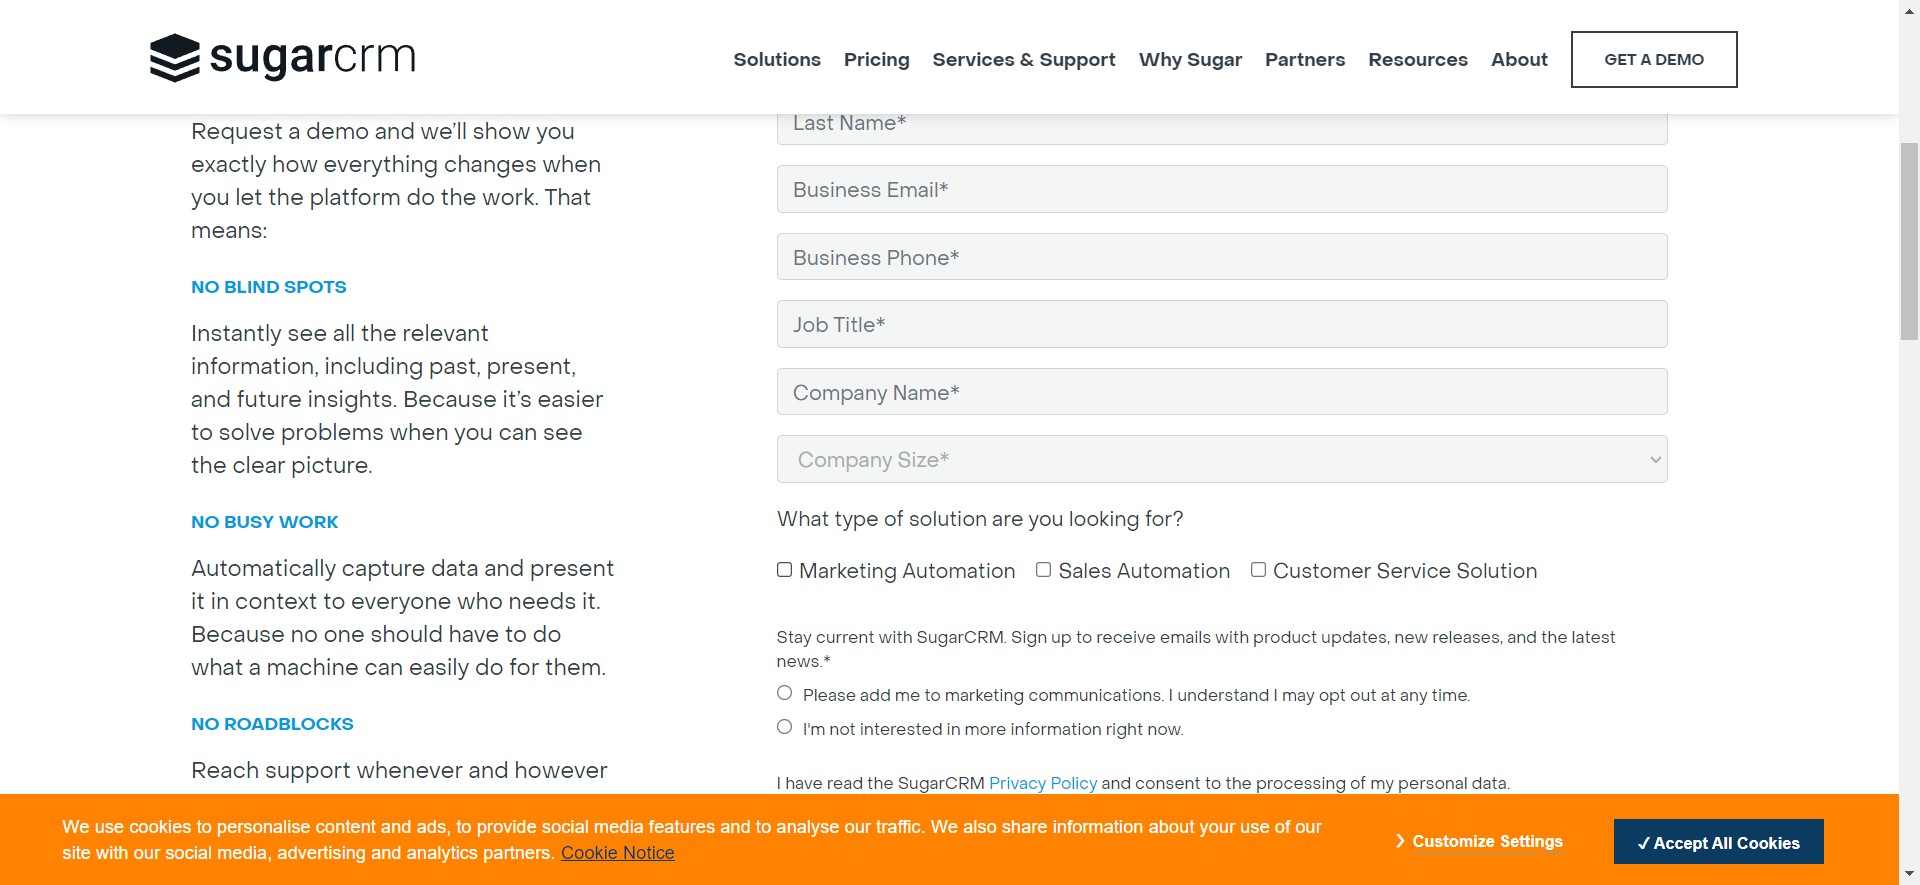 sugarcrm
Solutions
Pricing
Services & Support
Why Sugar
Partners
Resources
About
GET A DEMO
Request a demo and we’ll show you
exactly how everything changes when
you let the platform do the work. That
means:
NO BLIND SPOTS
Instantly see all the relevant
information, including past, present,
and future insights. Because it’s easier
to solve problems when you can see
the clear picture.
NO BUSY WORK
Automatically capture data and present
it in context to everyone who needs it.
Because no one should have to do
what a machine can easily do for them.
NO ROADBLOCKS
Reach support whenever and however
Last Name*
Business Email*
Business Phone*
Job Title*
Company Name*
Company Size*
What type of solution are you looking for?
Marketing Automation
Sales Automation
Customer Service Solution
Stay current with SugarCRM. Sign up to receive emails with product updates, new releases, and the latest
news.*
Please add me to marketing communications. I understand I may opt out at any time.
I'm not interested in more information right now.
I have read the SugarCRM Privacy Policy and consent to the processing of my personal data.
We use cookies to personalise content and ads, to provide social media features and to analyse our traffic. We also share information about your use of our
site with our social media, advertising and analytics partners. Cookie Notice
Customize Settings
✓ Accept All Cookies